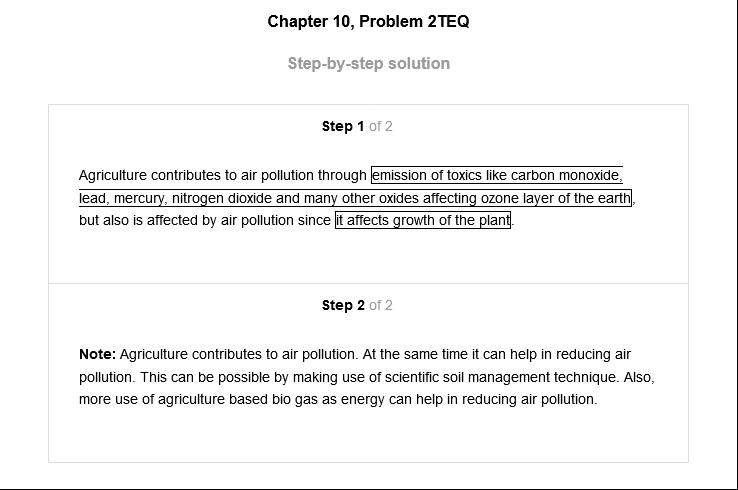 Chapter 10, Problem 2TEQ
Step-by-step solution
Step 1 of 2
Agriculture contributes to air pollution through emission of toxics like carbon monoxide,
lead, mercury, nitrogen dioxide and many other oxides affecting ozone layer of the earth,
but also is affected by air pollution since it affects growth of the plant.
Step 2 of 2
Note: Agriculture contributes to air pollution. At the same time it can help in reducing air
pollution. This can be possible by making use of scientific soil management technique. Also,
more use of agriculture based bio gas as energy can help in reducing air pollution.